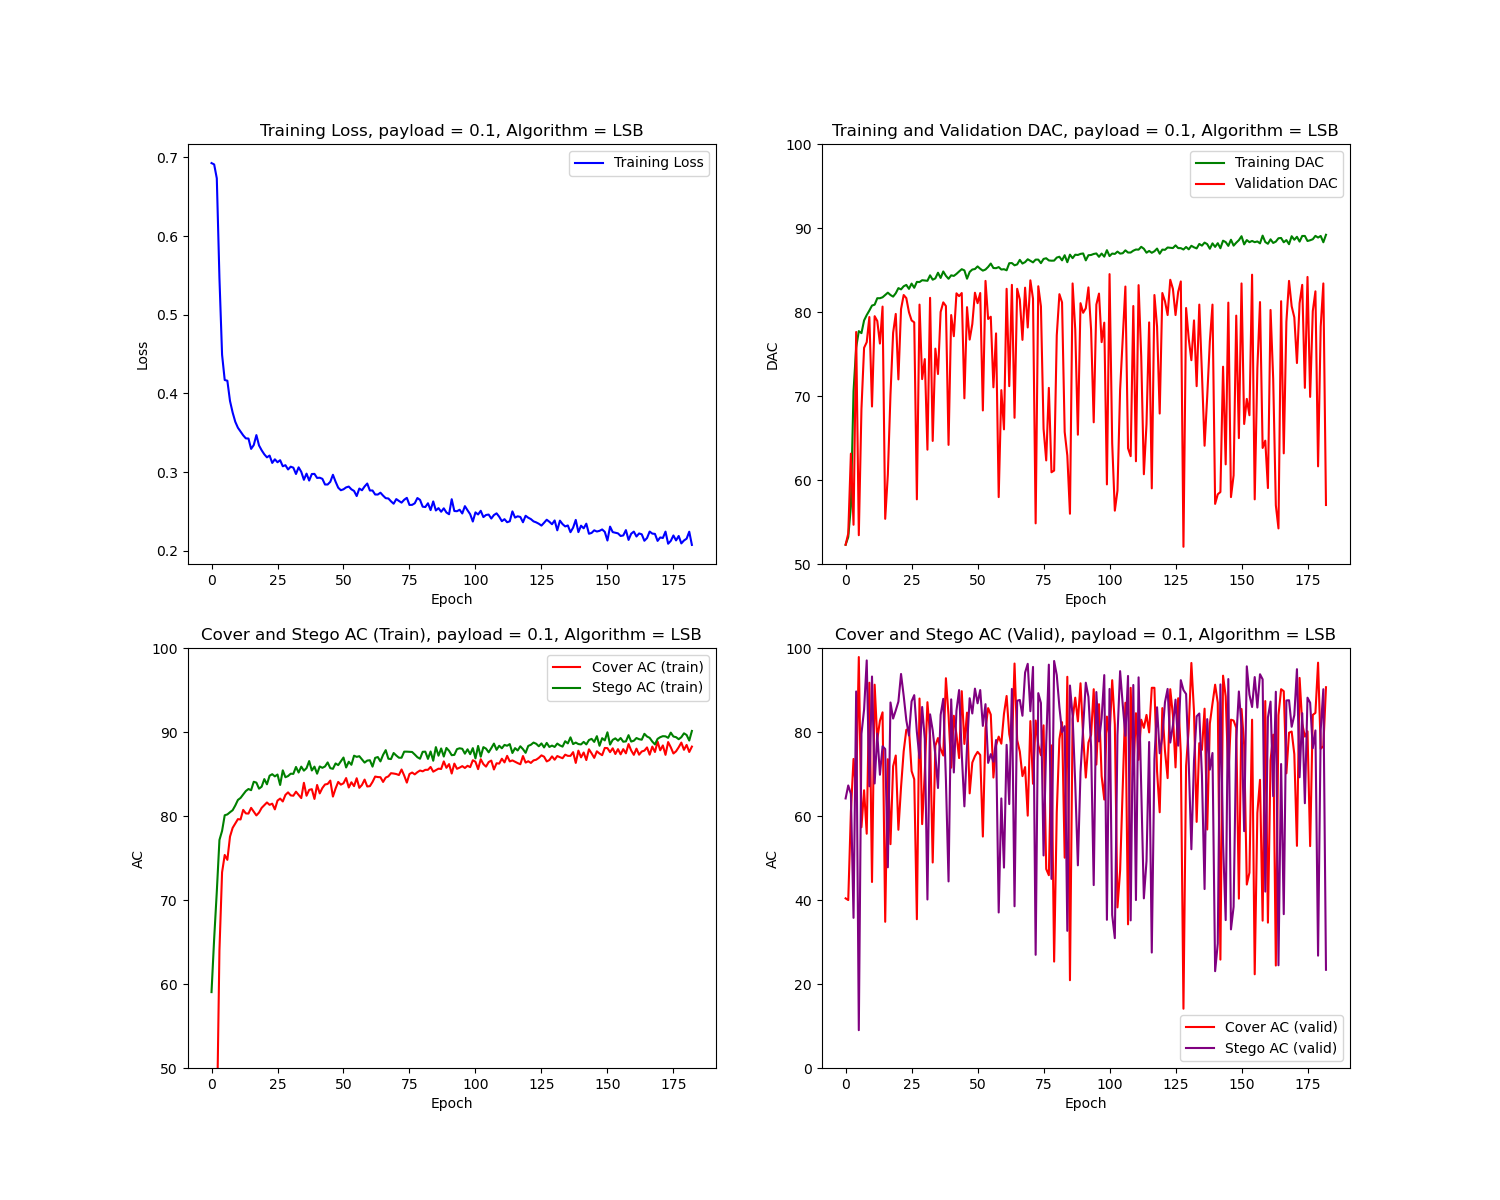 Training Loss, payload = 0.1, Algorithm = LSB
Training Loss
0.7
0.6
0.5
0.4
0.3
0.2
Loss
0 25 50 75 100 125 150 175
Epoch
Training and Validation DAC, payload = 0.1, Algorithm = LSB
Training DAC
Validation DAC
100
90
80
70
60
50
DAC
0 25 50 75 100 125 150 175
Epoch
Cover and Stego AC (Train), payload = 0.1, Algorithm = LSB
Cover AC (train)
Stego AC (train)
100
90
80
70
60
50
AC
0 25 50 75 100 125 150 175
Epoch
Cover and Stego AC (Valid), payload = 0.1, Algorithm = LSB
100
80
60
40
20
0
AC
Cover AC (valid)
Stego AC (valid)
0 25 50 75 100 125 150 175
Epoch